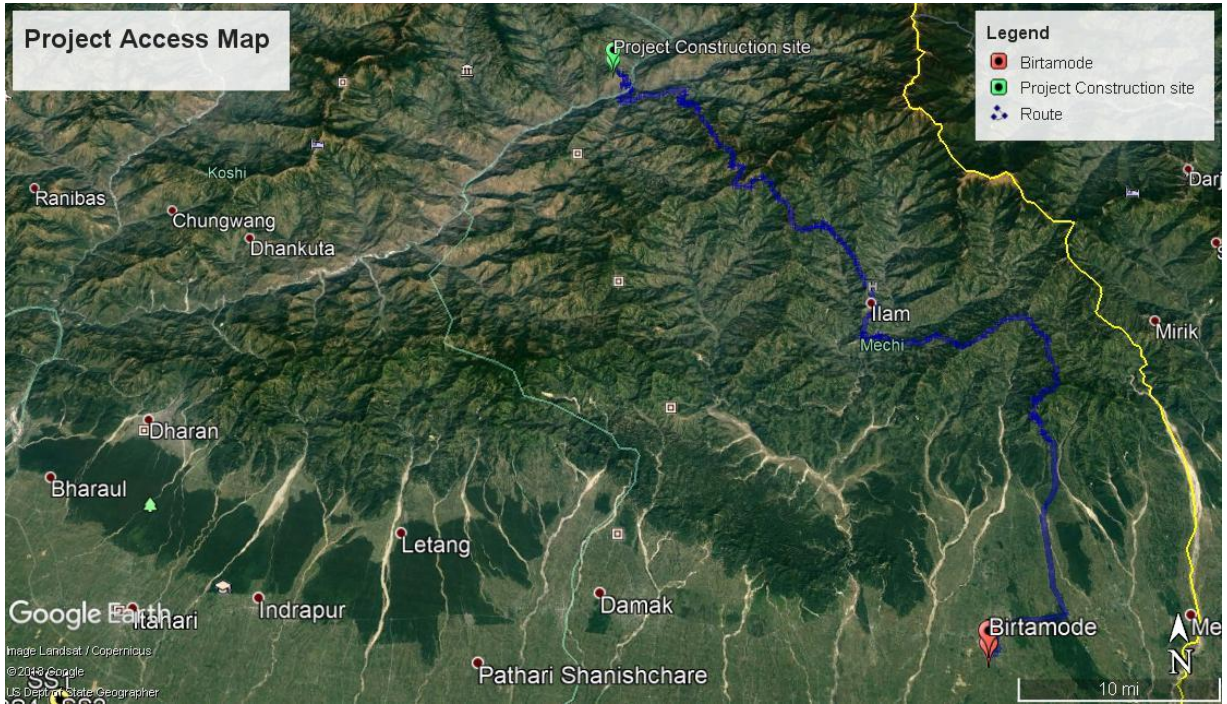 Project Access Map
Project Construction site
Legend
Birtamode
Project Construction site
Route
Koshi
Ranibas
Chungwang
Dhankuta
Ilam
Mechi
Mirik
Dharan
Bharaul
Letang
Indrapur
Damak
Itahari
Birtamode
Pathari Shanishchare
Google Earth
Image Landsat / Copernicus
©2018 Google
US Dept of State Geographer
N
10 mi